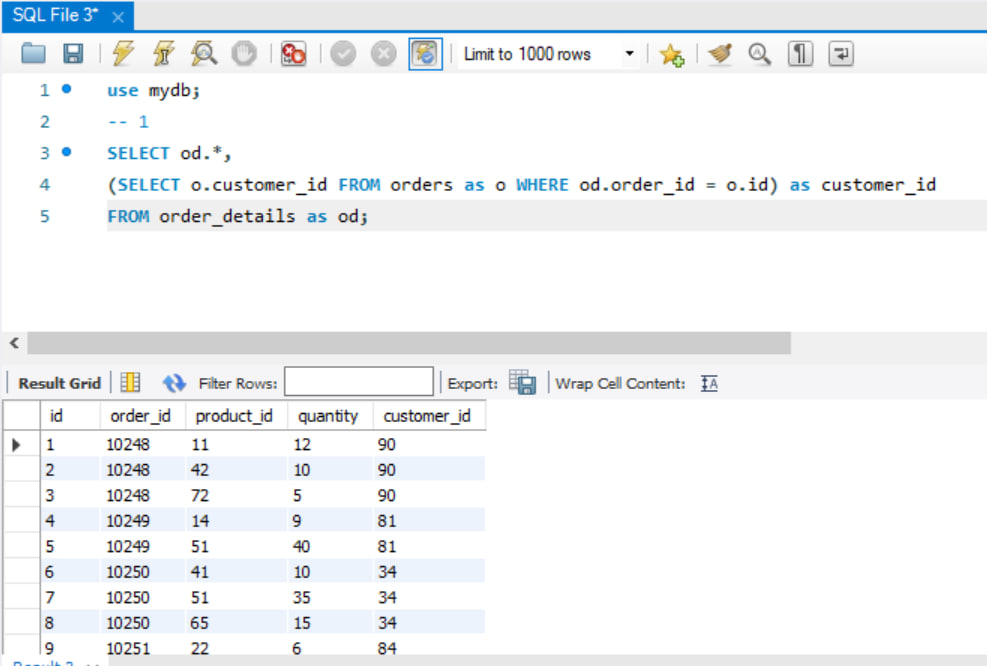 SQL File 3*
Limit to 1000 rows
1 use mydb;
2 -- 1
3 SELECT od.*,
4 (SELECT o.customer_id FROM orders as o WHERE od.order_id = o.id) as customer_id
5 FROM order_details as od;
Result Grid Filter Rows: Export: Wrap Cell Content:
id order_id product_id quantity customer_id
1 10248 11 12 90
2 10248 42 10 90
3 10248 72 5 90
4 10249 14 9 81
5 10249 51 40 81
6 10250 41 10 34
7 10250 51 35 34
8 10250 65 15 34
9 10251 22 6 84